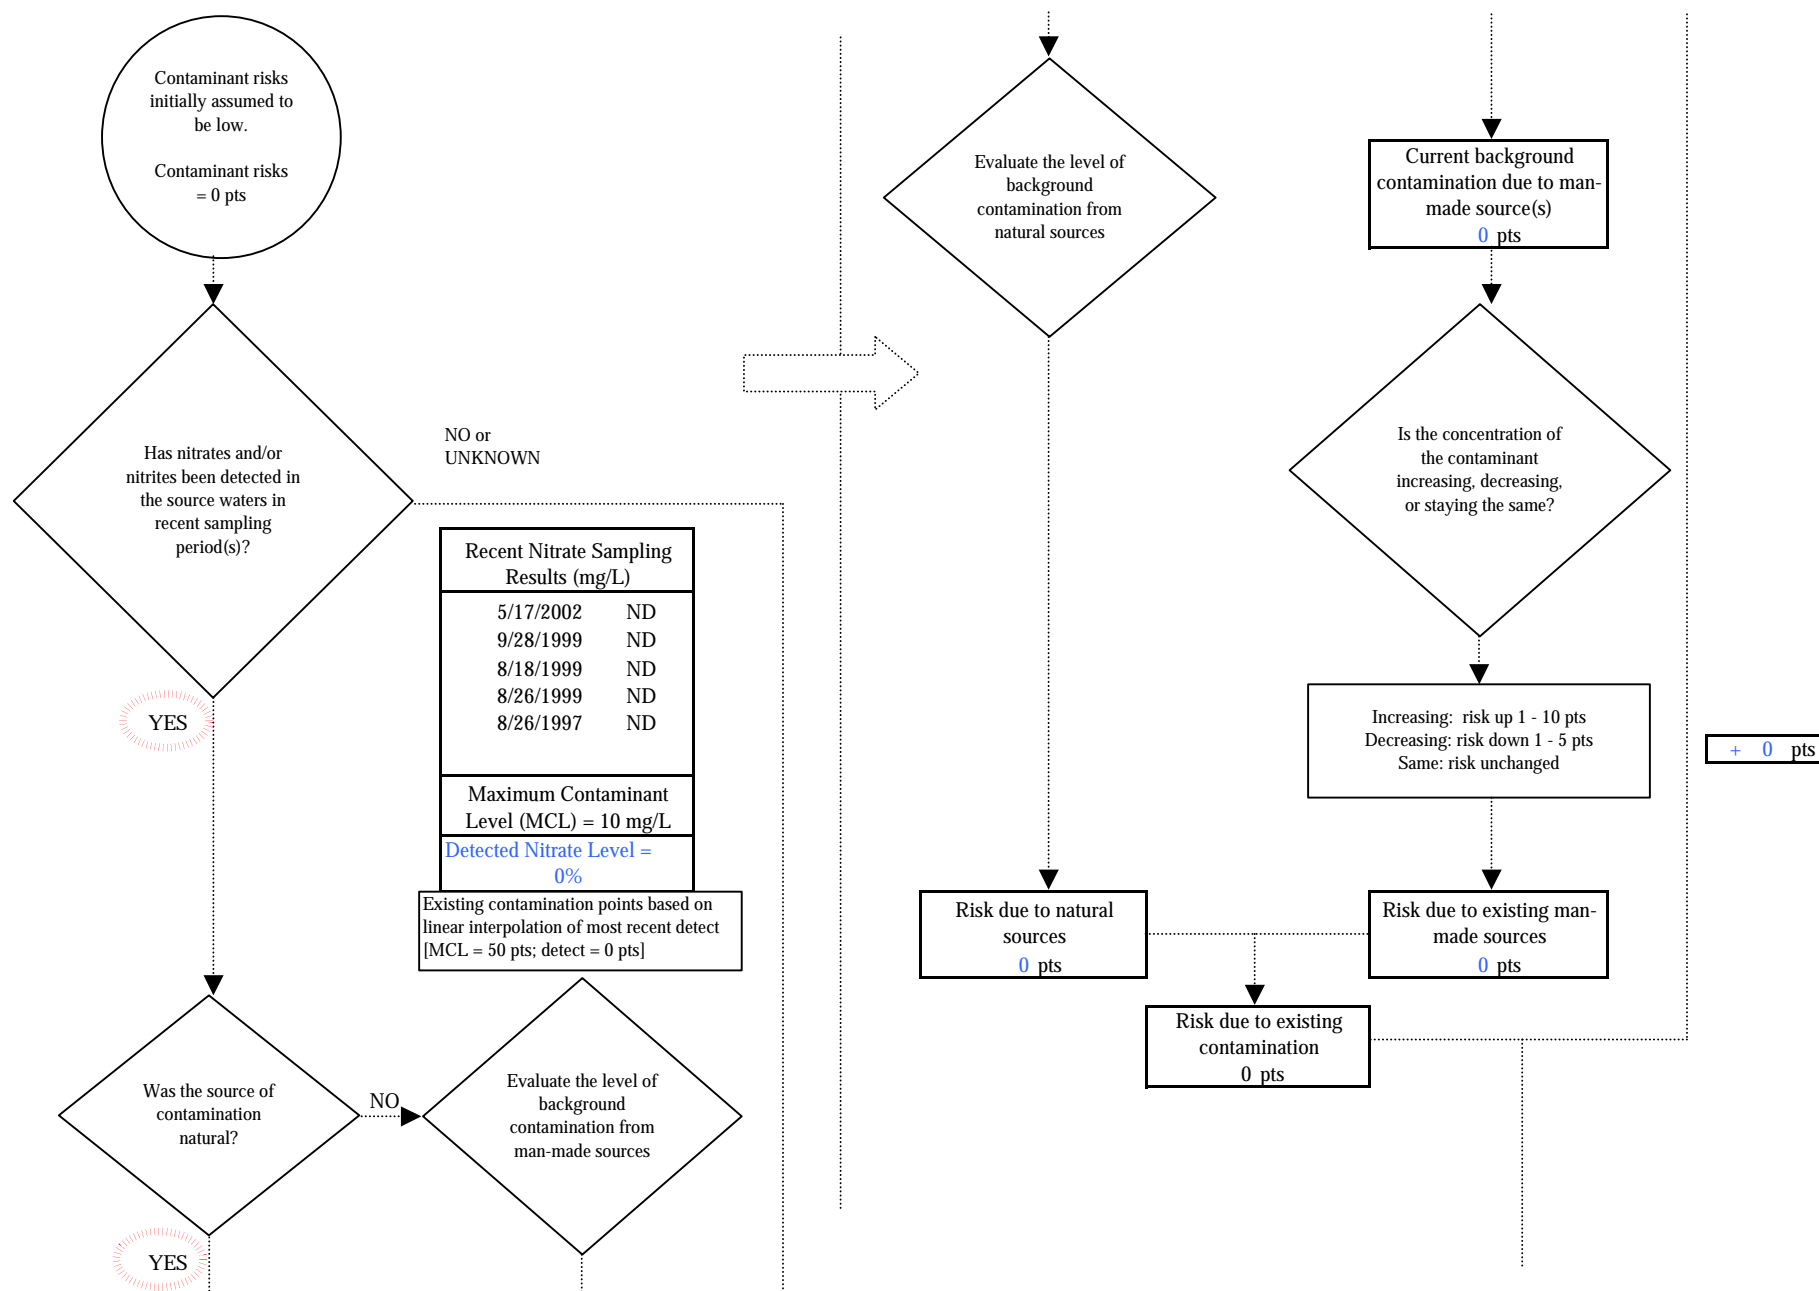 Contaminant risks
initially assumed to
be low.
Contaminant risks
= 0 pts
Has nitrates and/or
nitrites been detected in
the source waters in
recent sampling
period(s)?
NO or
UNKNOWN
YES
Recent Nitrate Sampling
Results (mg/L)
5/17/2002 ND
9/28/1999 ND
8/18/1999 ND
8/26/1999 ND
8/26/1997 ND
Maximum Contaminant
Level (MCL) = 10 mg/L
Detected Nitrate Level =
0%
Existing contamination points based on
linear interpolation of most recent detect
[MCL = 50 pts; detect = 0 pts]
Was the source of
contamination
natural?
NO
YES
Evaluate the level of
background
contamination from
man-made sources
Evaluate the level of
background
contamination from
natural sources
Current background
contamination due to man-
made source(s)
0 pts
Is the concentration of
the contaminant
increasing, decreasing,
or staying the same?
Increasing: risk up 1 - 10 pts
Decreasing: risk down 1 - 5 pts
Same: risk unchanged
+ 0 pts
Risk due to natural
sources
0 pts
Risk due to existing man-
made sources
0 pts
Risk due to existing
contamination
0 pts